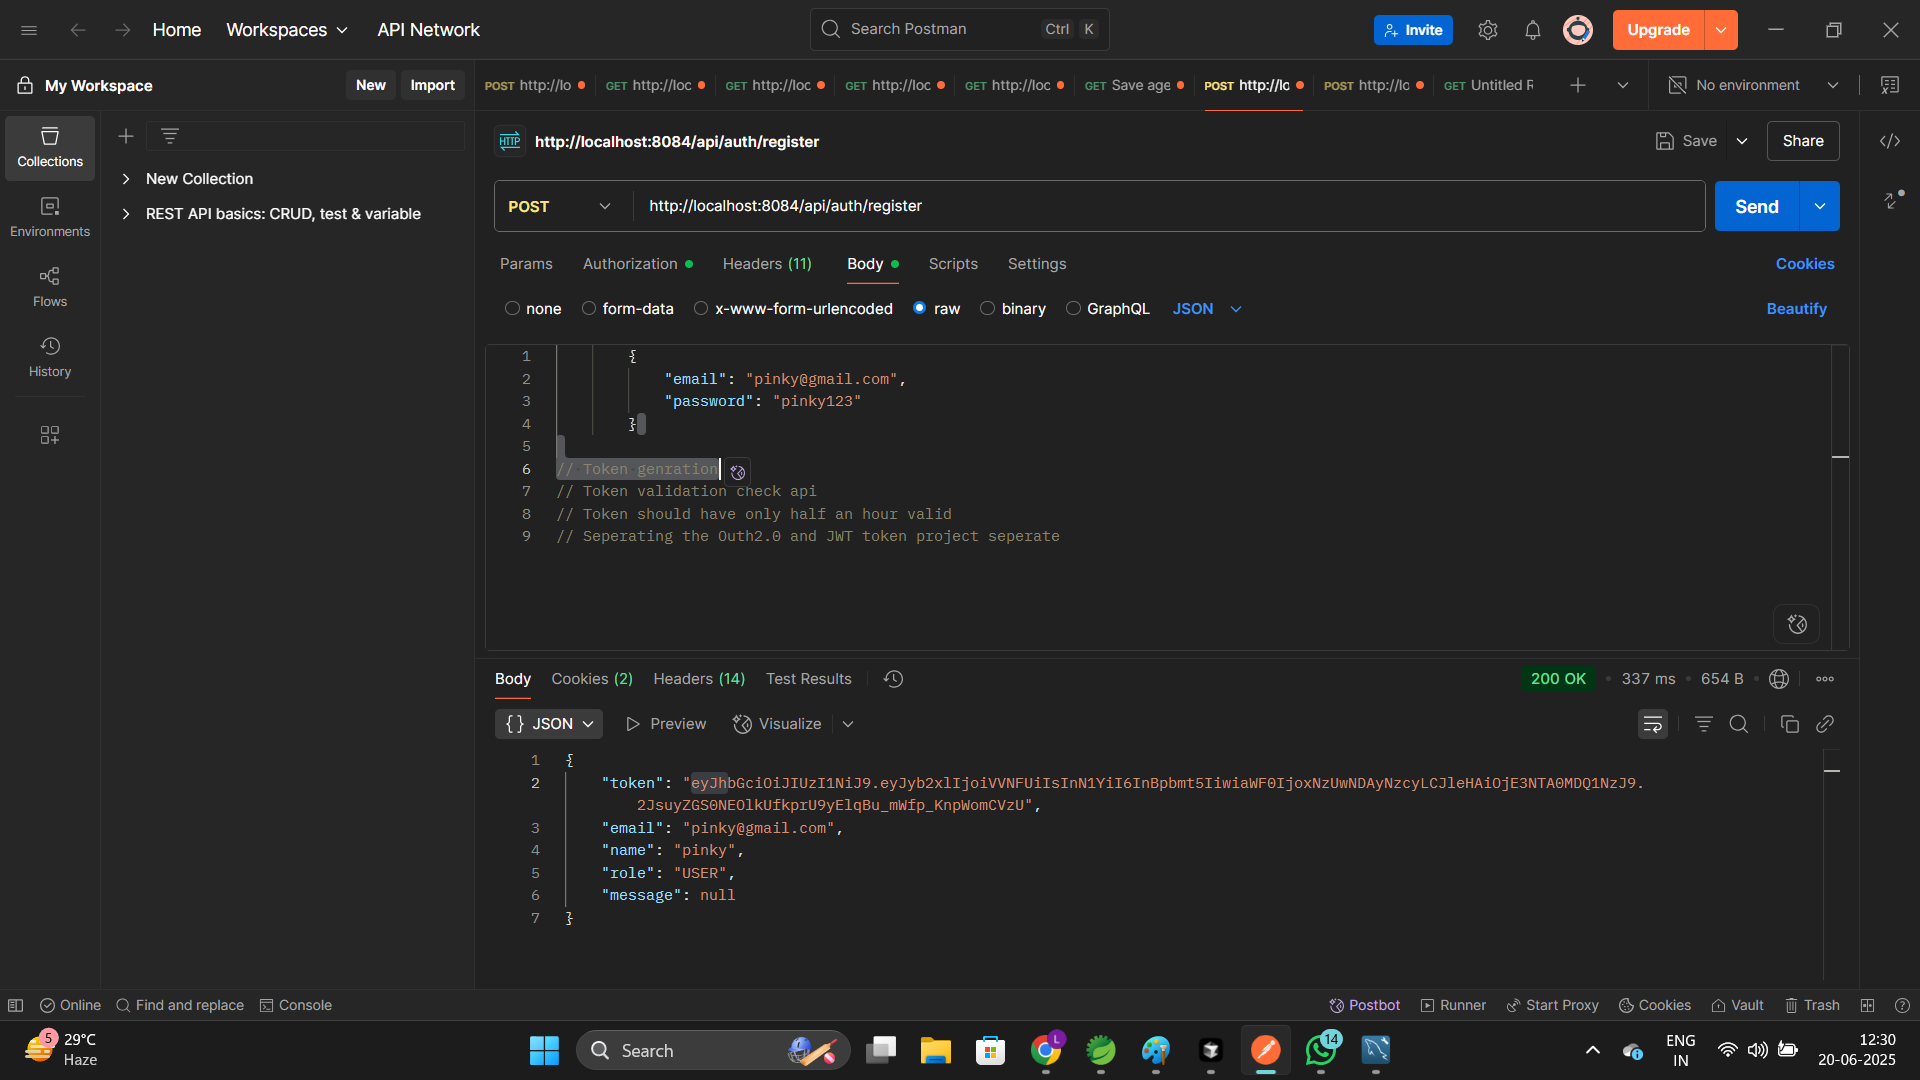 Home
Workspaces
API Network
Search Postman
Ctrl K
Invite
Upgrade
My Workspace
New
Import
POST http://lo
GET http://loc
GET http://loc
GET http://loc
GET http://loc
GET Save age
POST http://lo
POST http://lo
GET Untitled R
No environment
Collections
Environments
Flows
History
New Collection
REST API basics: CRUD, test & variable
HTTP http://localhost:8084/api/auth/register
Save
Share
POST
http://localhost:8084/api/auth/register
Send
Params
Authorization
Headers (11)
Body
Scripts
Settings
Cookies
none
form-data
x-www-form-urlencoded
raw
binary
GraphQL
JSON
Beautify
1 {
2 "email": "pinky@gmail.com",
3 "password": "pinky123"
4 }
5
6 // Token genration
7 // Token validation check api
8 // Token should have only half an hour valid
9 // Seperating the Outh2.0 and JWT token project seperate
Body
Cookies (2)
Headers (14)
Test Results
200 OK
337 ms
654 B
{} JSON
Preview
Visualize
1 {
2 "token": "eyJhbGciOiJIUzI1NiJ9.eyJyb2xlIjoiVVNFUiIsInN1YiI6InBpbmt5IiwiaWF0IjoxNzUwNDAyNzcyLCJleHAiOjE3NTA0MDQ1NzJ9.
2JsuyZGS0NEOlkUfkprU9yElqBu_mWfp_KnpWomCVzU",
3 "email": "pinky@gmail.com",
4 "name": "pinky",
5 "role": "USER",
6 "message": null
7 }
Online
Find and replace
Console
Postbot
Runner
Start Proxy
Cookies
Vault
Trash
5
29°C
Haze
Search
L
14
ENG
IN
12:30
20-06-2025